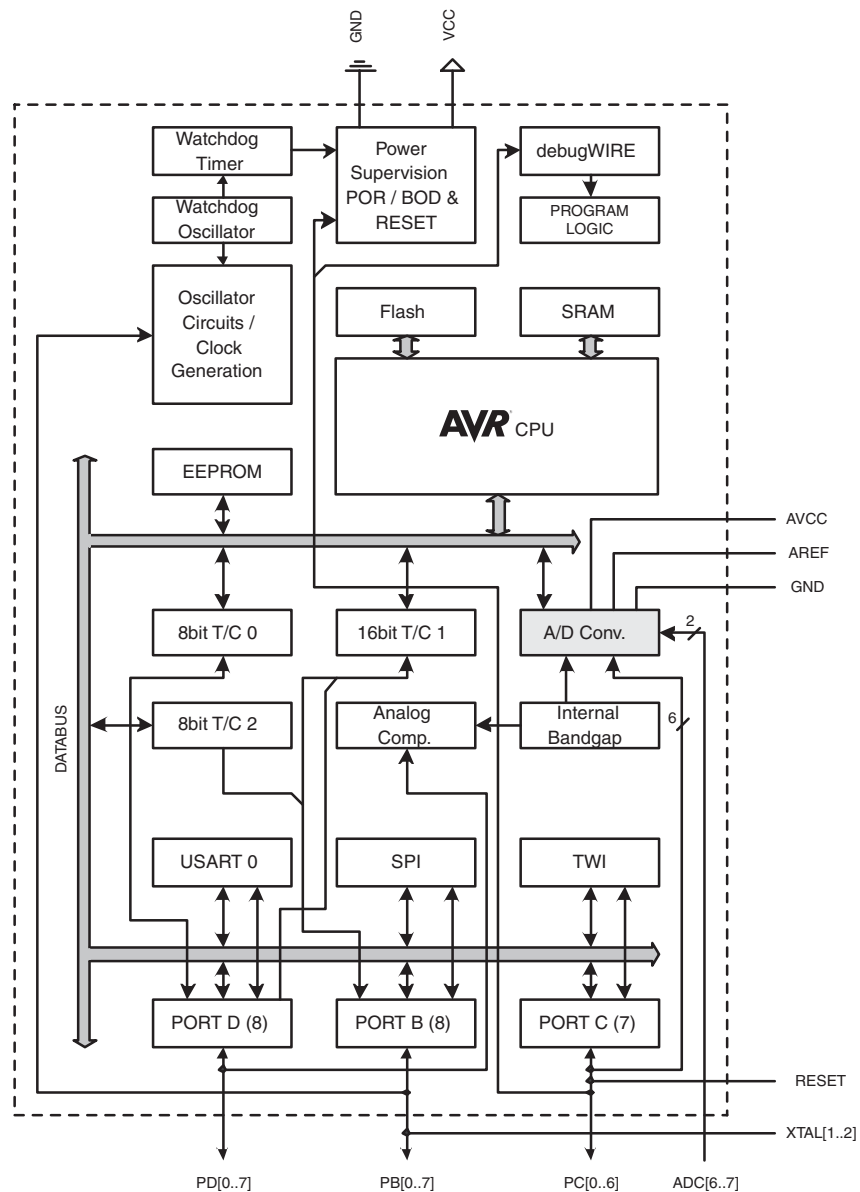 GND
VCC
Watchdog
Timer
Power
Supervision
POR / BOD &
RESET
debugWIRE
Watchdog
Oscillator
PROGRAM
LOGIC
Oscillator
Circuits /
Clock
Generation
Flash
SRAM
AVR CPU
EEPROM
AVCC
AREF
GND
8bit T/C 0
16bit T/C 1
A/D Conv.
2
DATABUS
8bit T/C 2
Analog
Comp.
Internal
Bandgap
6
USART 0
SPI
TWI
PORT D (8)
PORT B (8)
PORT C (7)
RESET
XTAL[1..2]
PD[0..7]
PB[0..7]
PC[0..6]
ADC[6..7]